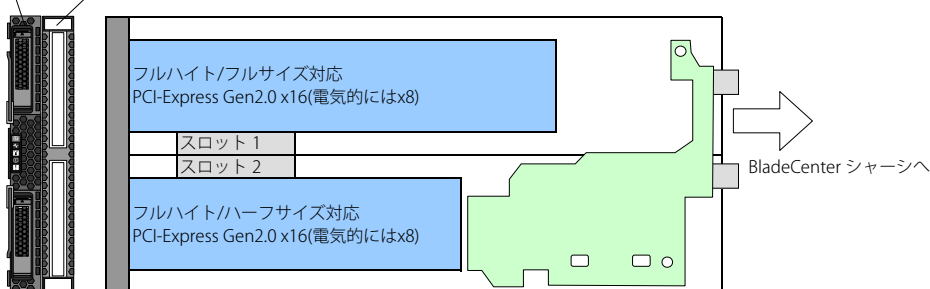 フルハイト/フルサイズ対応
PCI-Express Gen2.0 x16(電気的にはx8)
スロット 1
スロット 2
BladeCenter シャーシへ
フルハイト/ハーフサイズ対応
PCI-Express Gen2.0 x16(電気的にはx8)